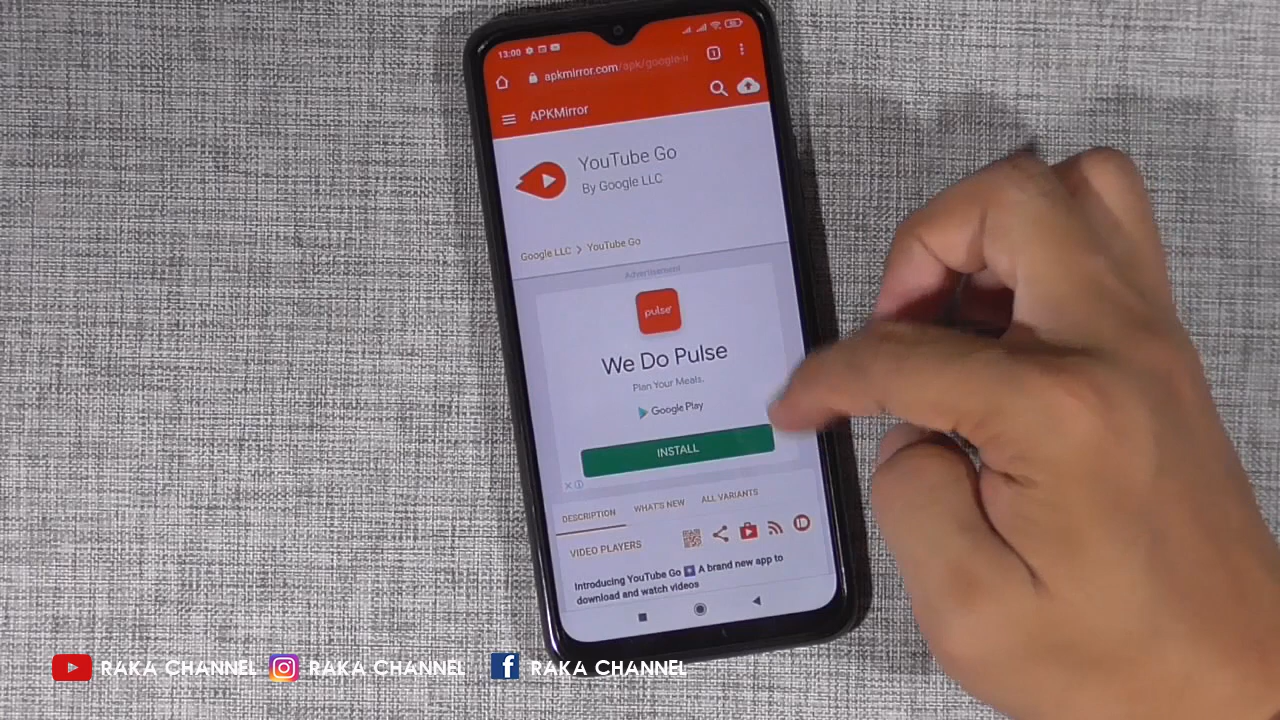 13:00
apkmirror.com/apk/google-i
1
APKMirror
YouTube Go
By Google LLC
Google LLC > YouTube Go
Advertisement
pulse
We Do Pulse
Plan Your Meals.
Google Play
INSTALL
DESCRIPTION WHAT'S NEW ALL VARIANTS
VIDEO PLAYERS
Introducing YouTube Go A brand new app to
download and watch videos
RAKA CHANNEL RAKA CHANNEL RAKA CHANNEL